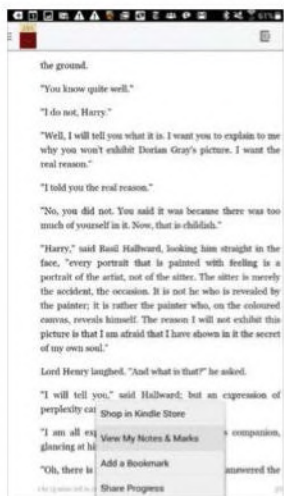 61%
the ground.
"You know quite well."
"I do not, Harry."
"Well, I will tell you what it is. I want you to explain to me
why you won't exhibit Dorian Gray's picture. I want the
real reason."
"I told you the real reason."
"No, you did not. You said it was because there was too
much of yourself in it. Now, that is childish."
"Harry," said Basil Hallward, looking him straight in the
face, "every portrait that is painted with feeling is a
portrait of the artist, not of the sitter. The sitter is merely
the accident, the occasion. It is not he who is revealed by
the painter; it is rather the painter who, on the coloured
canvas, reveals himself. The reason I will not exhibit this
picture is that I am afraid that I have shown in it the secret
of my own soul."
Lord Henry laughed. "And what is that?" he asked.
"I will tell you," said Hallward; but an expression of
perplexity ca
Shop in Kindle Store
"I am all exp
companion,
View My Notes & Marks
glancing at hi
Add a Bookmark
"Oh, there is
answered the
Share Progress